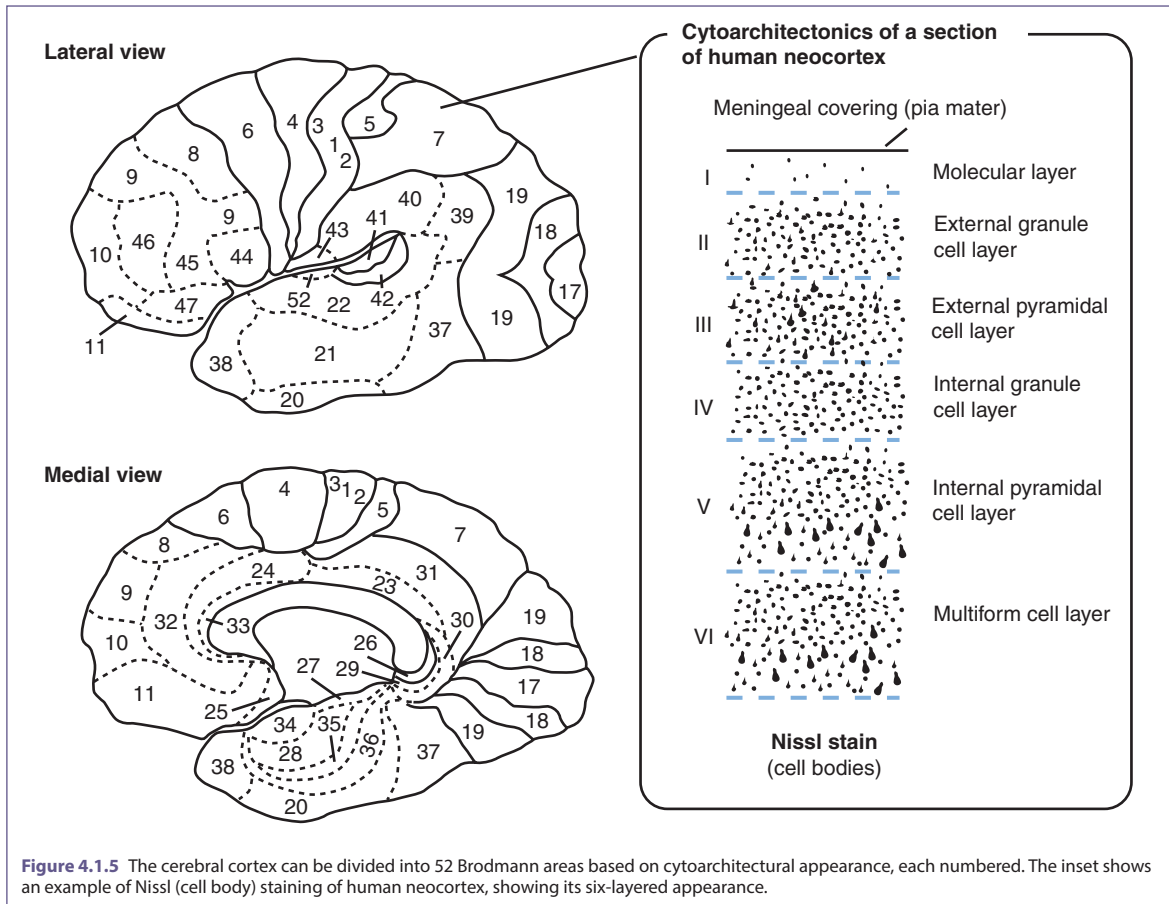 Lateral view
6
4
3
1
2
5
7
8
9
9
10
46
45
44
47
11
43
41
40
39
52
22
42
21
38
20
37
19
19
18
17
Cytoarchitectonics of a section
of human neocortex
Meningeal covering (pia mater)
I
Molecular layer
II
External granule
cell layer
III
External pyramidal
cell layer
IV
Internal granule
cell layer
V
Internal pyramidal
cell layer
VI
Multiform cell layer
Nissl stain
(cell bodies)
Medial view
4
3
1
2
5
6
7
8
9
10
11
24
23
31
32
33
30
26
29
27
25
34
35
28
36
38
20
37
19
18
17
18
19
Figure 4.1.5 The cerebral cortex can be divided into 52 Brodmann areas based on cytoarchitectural appearance, each numbered. The inset shows
an example of Nissl (cell body) staining of human neocortex, showing its six-layered appearance.